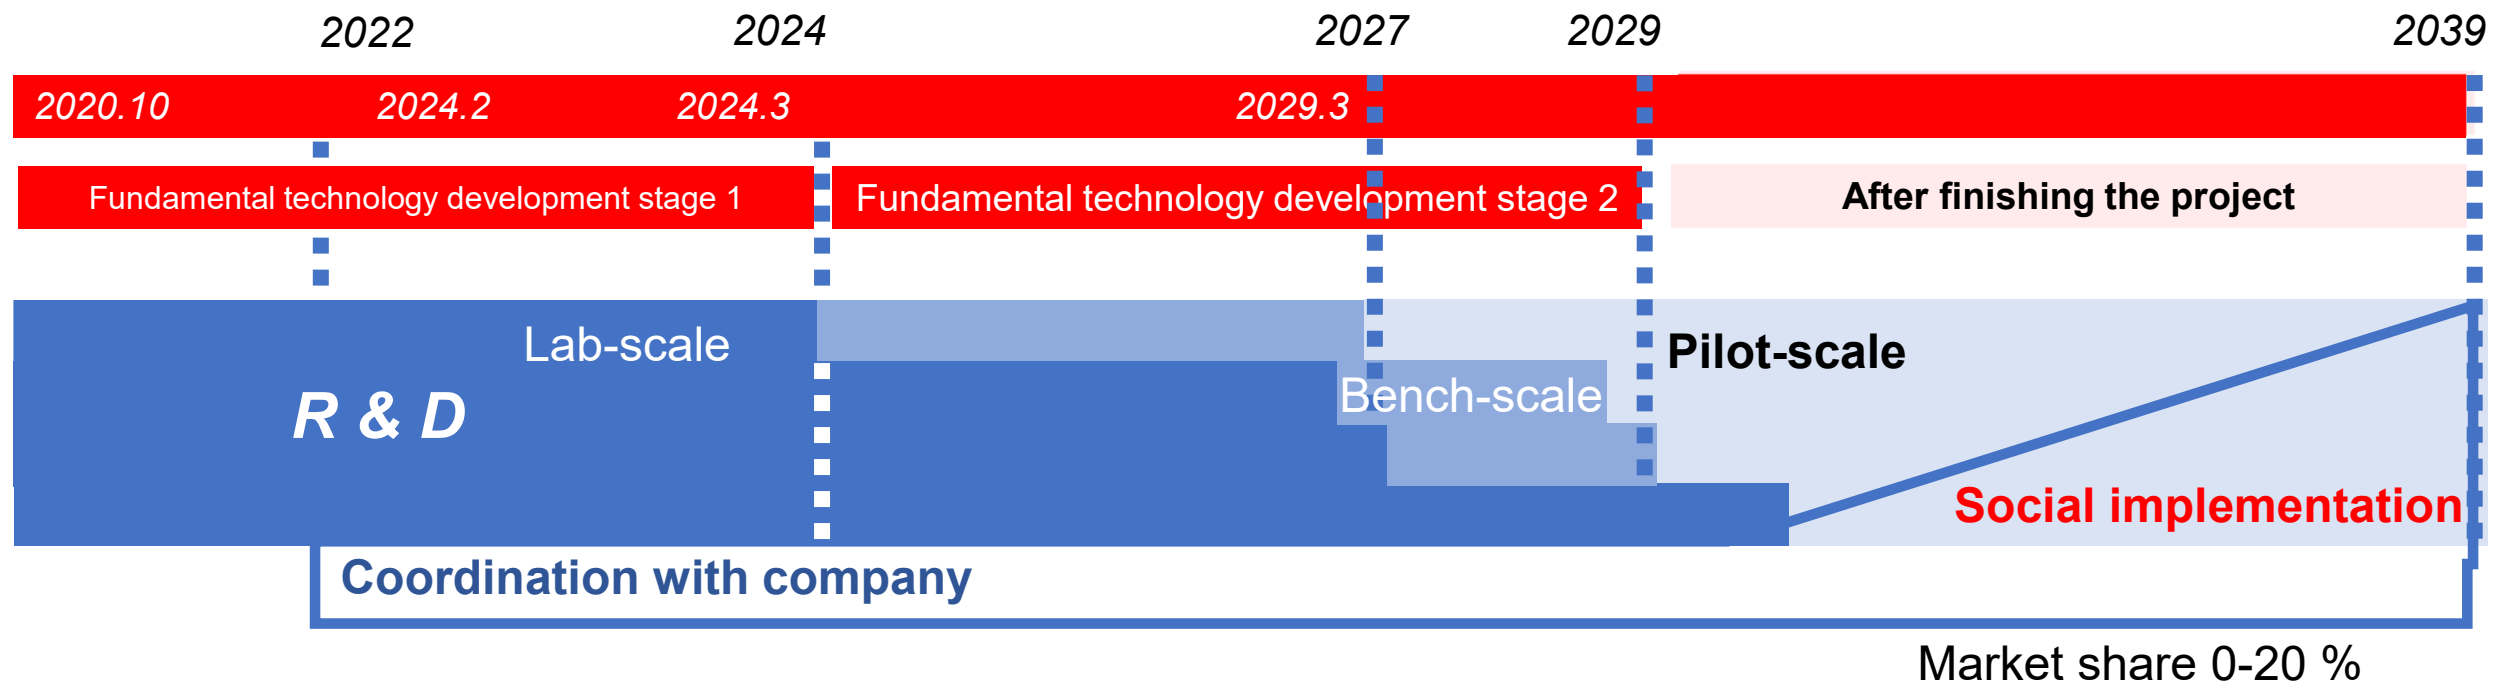 2022
2024
2027
2029
2039
2020.10
2024.2
2024.3
2029.3
Fundamental technology development stage 1
Fundamental technology development stage 2
After finishing the project
Lab-scale
Pilot-scale
Bench-scale
R & D
Social implementation
Coordination with company
Market share 0-20 %